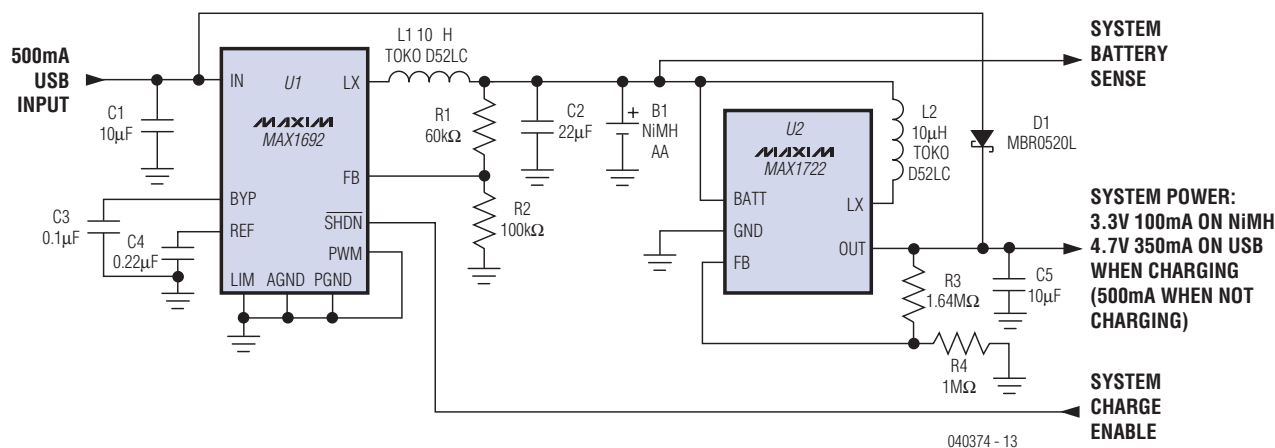 500mA
USB
INPUT
C1
10µF
C3
0.1µF
C4
0.22µF
IN
U1
MAXIM
MAX1692
LX
FB
BYP
REF
SHDN
PWM
LIM AGND PGND
L1 10 H
TOKO D52LC
R1
60kΩ
R2
100kΩ
C2
22µF
+
B1
NiMH
AA
U2
MAXIM
MAX1722
BATT
GND
FB
LX
OUT
L2
10µH
TOKO
D52LC
D1
MBR0520L
R3
1.64MΩ
R4
1MΩ
C5
10µF
SYSTEM
BATTERY
SENSE
SYSTEM POWER:
3.3V 100mA ON NiMH
4.7V 350mA ON USB
WHEN CHARGING
(500mA WHEN NOT
CHARGING)
SYSTEM
CHARGE
ENABLE
040374 - 13